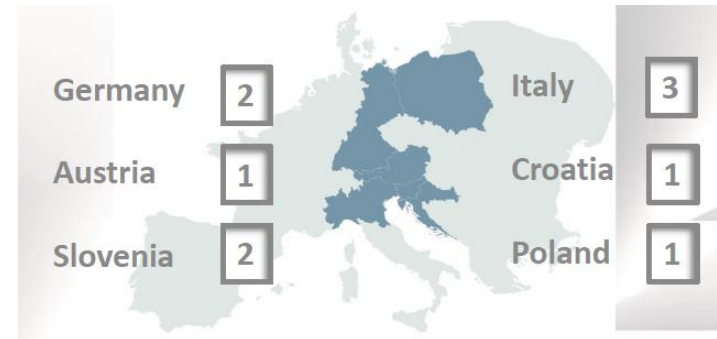 Germany 2
Austria 1
Slovenia 2
Italy 3
Croatia 1
Poland 1